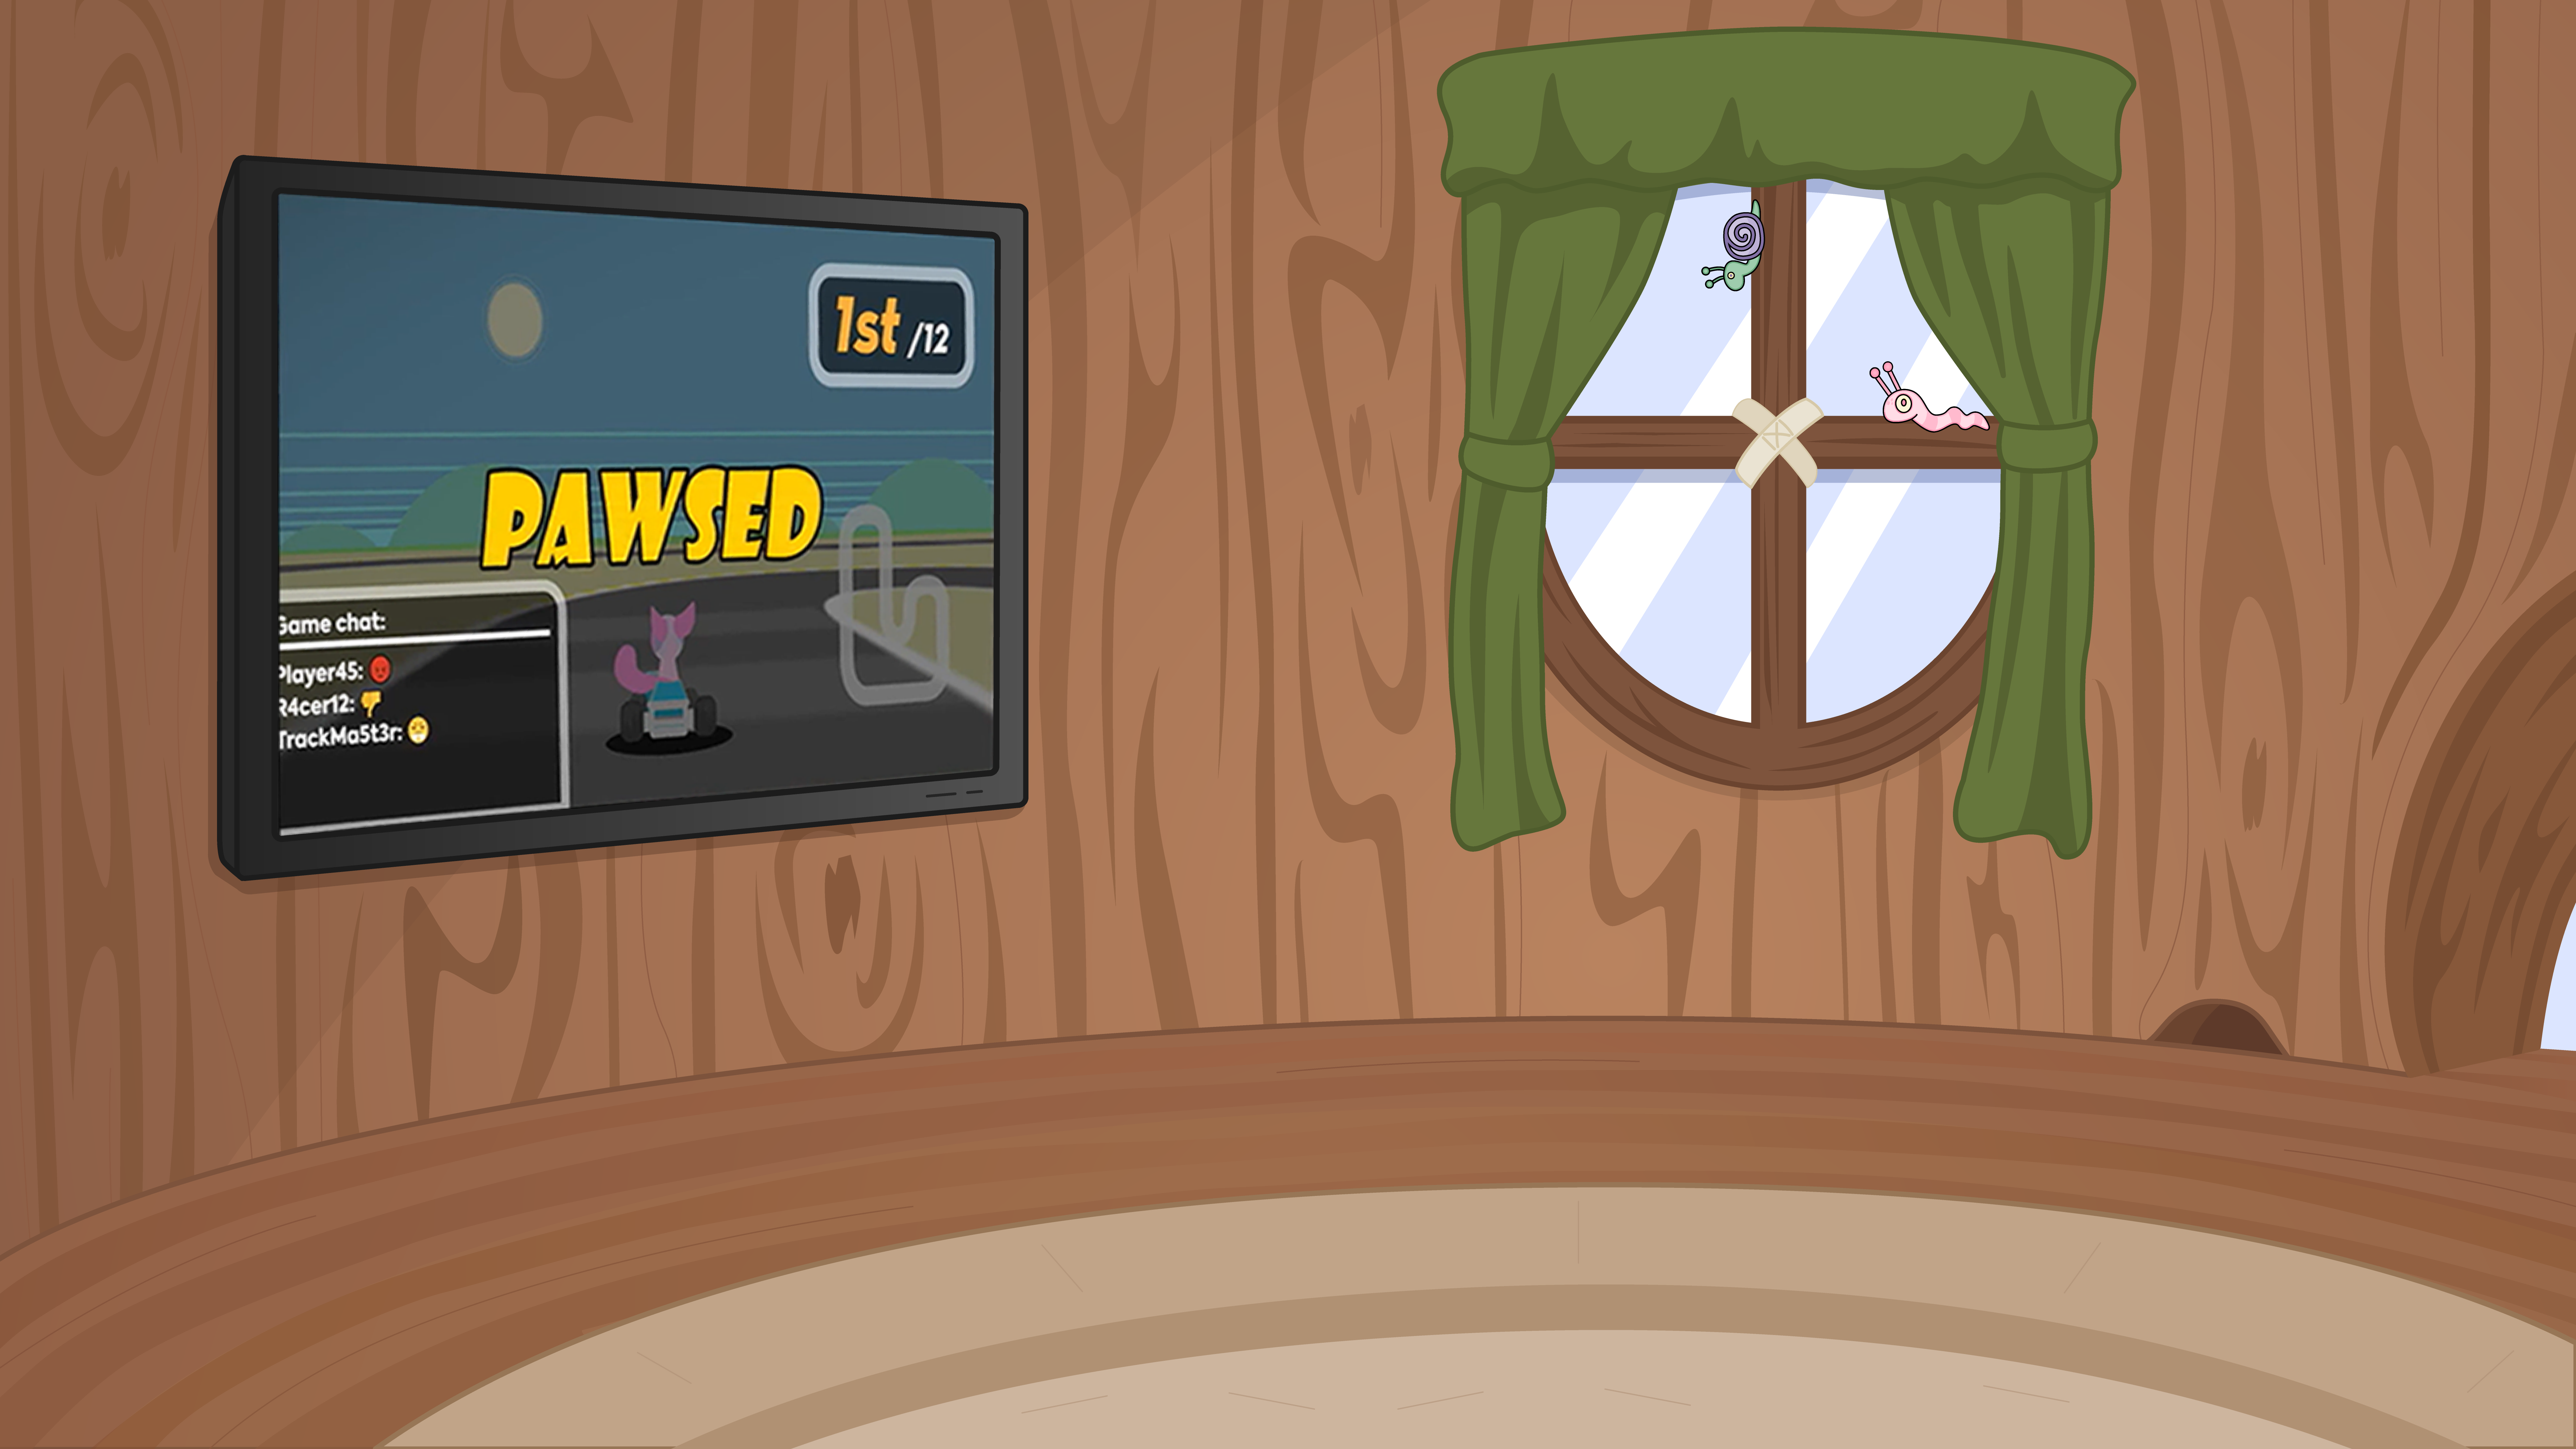 1st /12
PAWSED
Game chat:
Player45: 😡
R4cer12: 👎
TrackMa5t3r: 😬